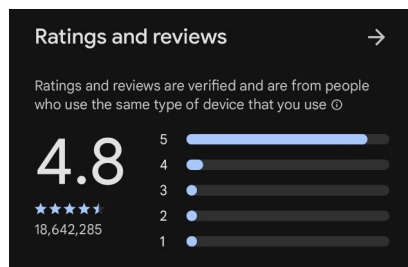 Ratings and reviews
Ratings and reviews are verified and are from people
who use the same type of device that you use
4.8
18,642,285
5
4
3
2
1